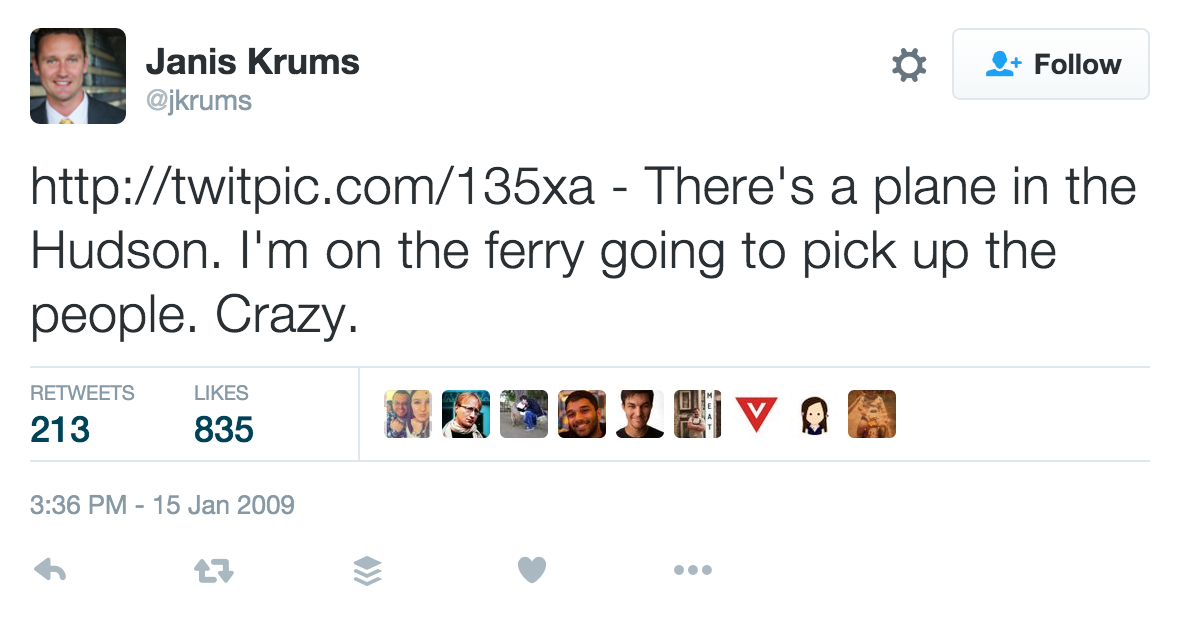 Janis Krums
@jkrums
Follow
http://twitpic.com/135xa - There's a plane in the
Hudson. I'm on the ferry going to pick up the
people. Crazy.
RETWEETS
213
LIKES
835
MEAT
V
3:36 PM - 15 Jan 2009